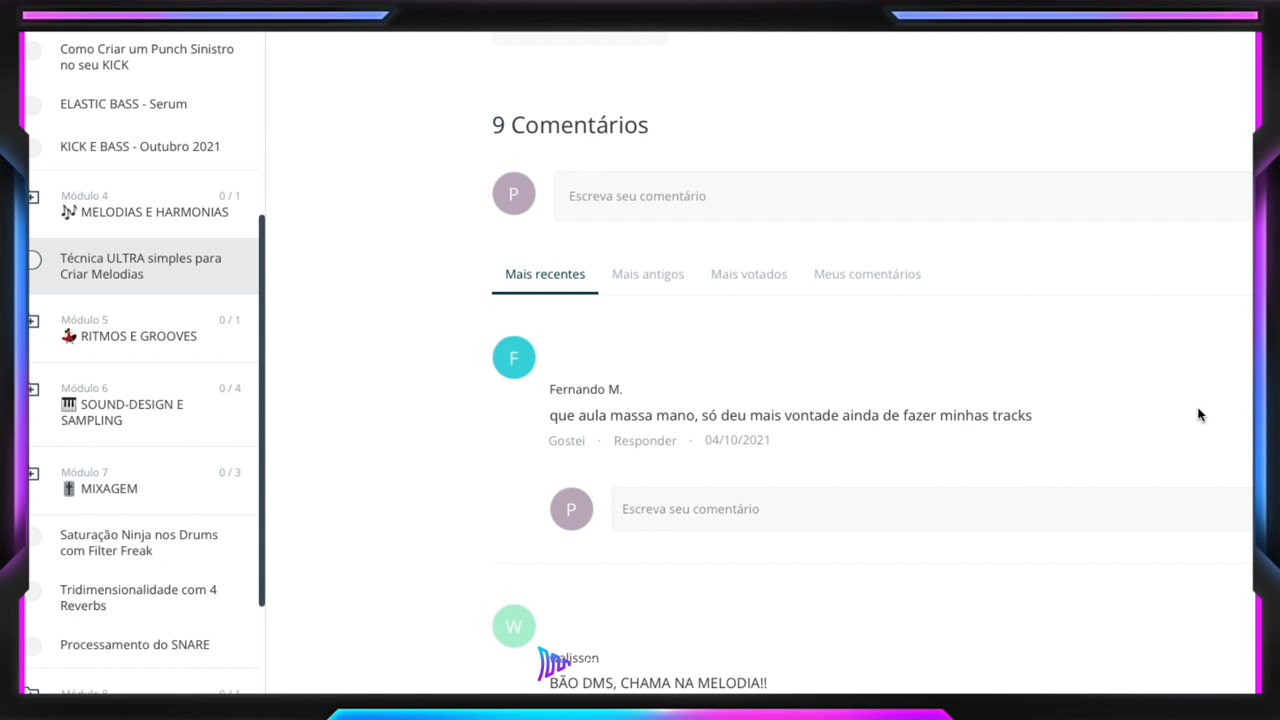 Como Criar um Punch Sinistro
no seu KICK
ELASTIC BASS - Serum
KICK E BASS - Outubro 2021
Módulo 4 0 / 1
MELODIAS E HARMONIAS
Técnica ULTRA simples para
Criar Melodias
Módulo 5 0 / 1
RITMOS E GROOVES
Módulo 6 0 / 4
SOUND-DESIGN E
SAMPLING
Módulo 7 0 / 3
MIXAGEM
Saturação Ninja nos Drums
com Filter Freak
Tridimensionalidade com 4
Reverbs
Processamento do SNARE
Módulo 8 0 / 1
9 Comentários
P
Escreva seu comentário
Mais recentes Mais antigos Mais votados Meus comentários
F
Fernando M.
que aula massa mano, só deu mais vontade ainda de fazer minhas tracks
Gostei · Responder · 04/10/2021
P
Escreva seu comentário
W
BÃO DMS, CHAMA NA MELODIA!!